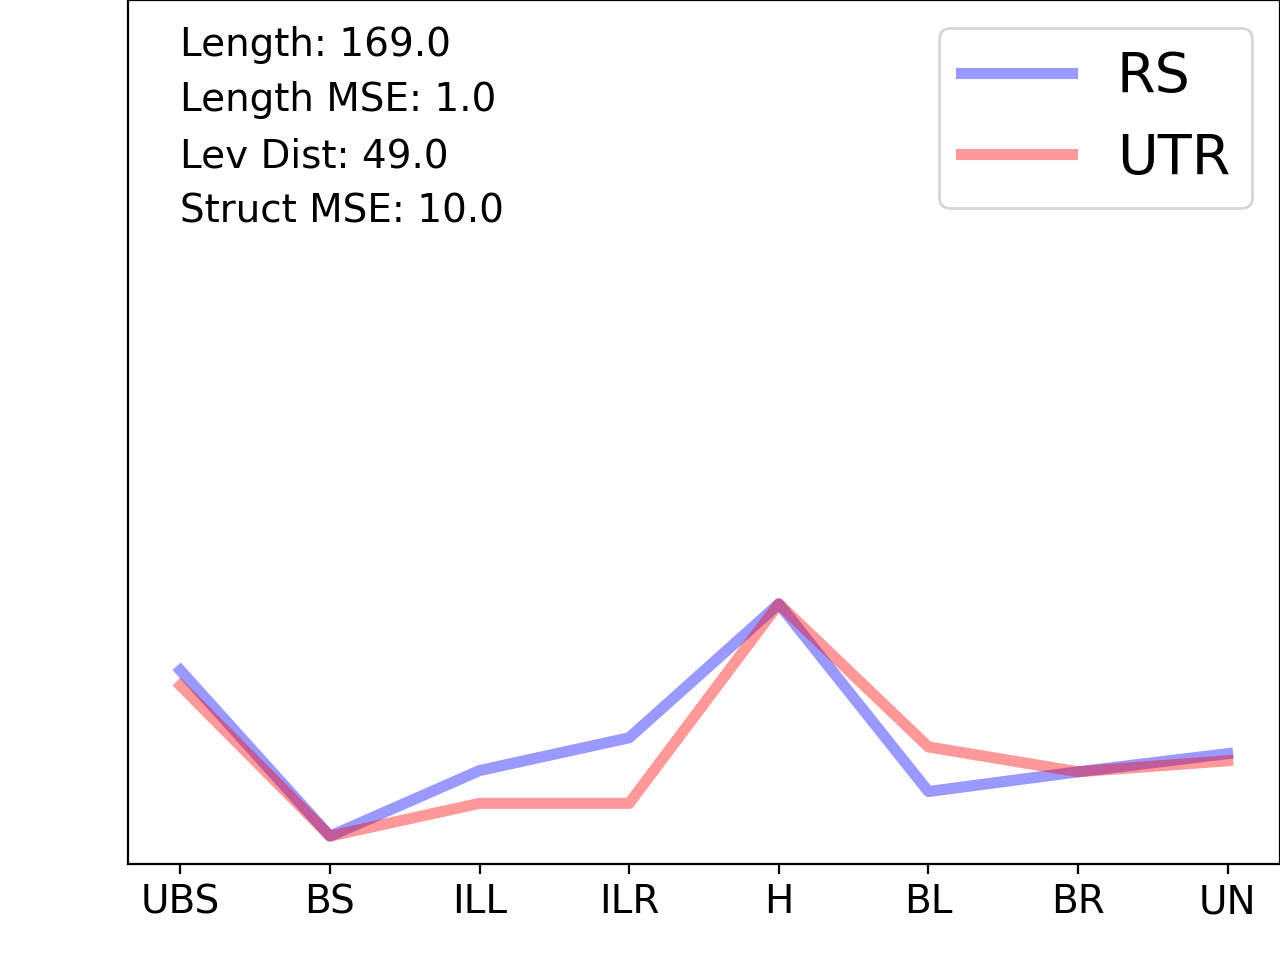 Length: 169.0
Length MSE: 1.0
Lev Dist: 49.0
Struct MSE: 10.0
RS
UTR
UBS BS ILL ILR H BL BR UN